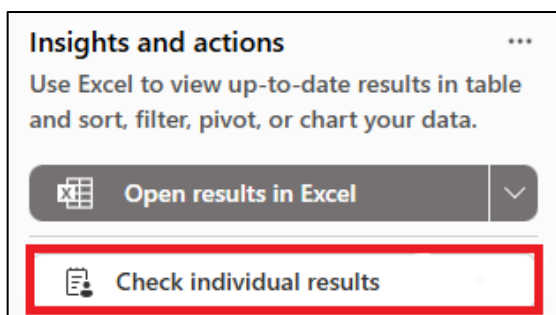 Insights and actions
Use Excel to view up-to-date results in table
and sort, filter, pivot, or chart your data.
Open results in Excel
Check individual results